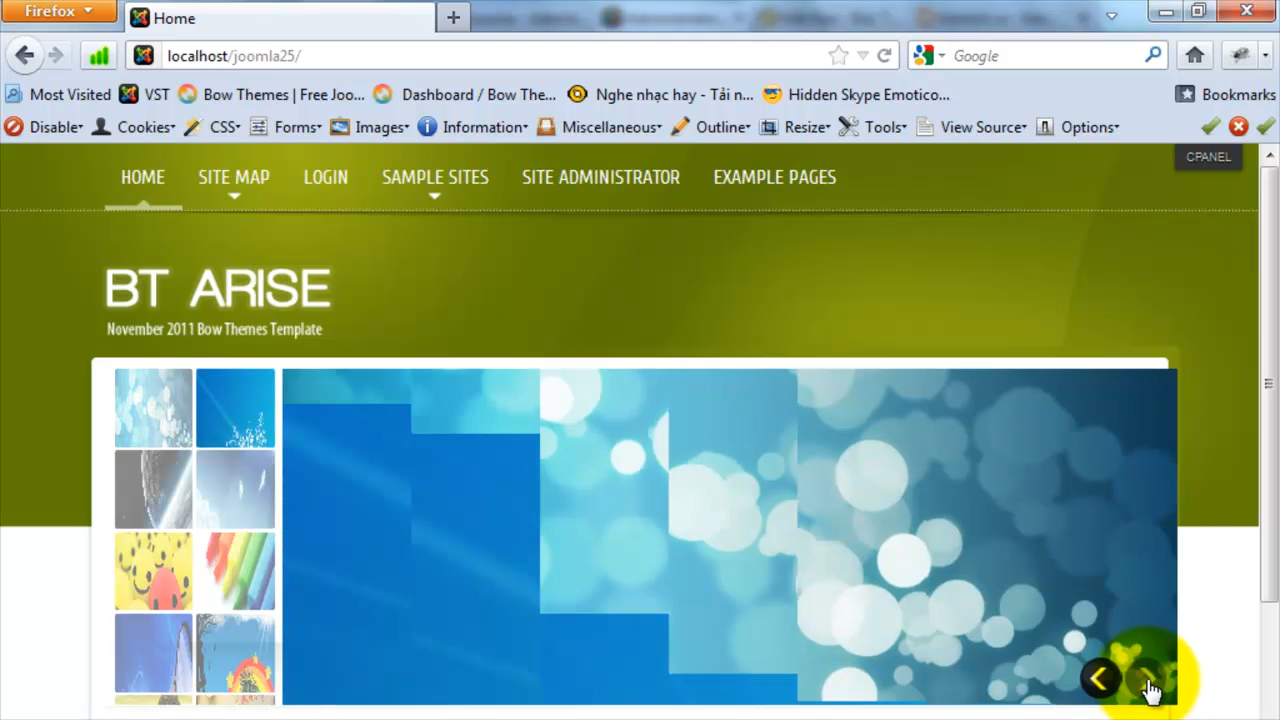 Firefox
Home
localhost/joomla25/
Google
Most Visited VST Bow Themes | Free Joo... Dashboard / Bow The... Nghe nhạc hay - Tải n... Hidden Skype Emotico... Bookmarks
Disable Cookies CSS Forms Images Information Miscellaneous Outline Resize Tools View Source Options
CPANEL
HOME SITE MAP LOGIN SAMPLE SITES SITE ADMINISTRATOR EXAMPLE PAGES
BT ARISE
November 2011 Bow Themes Template